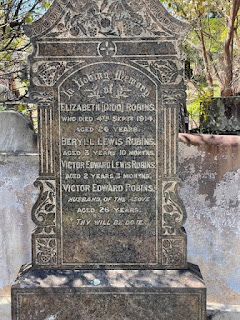 In Loving Memory
of
ELIZABETH (DIDO) ROBINS.
WHO DIED 4TH SEPT? 1914.
AGED 26 YEARS.
BERYL LEWIS ROBINS.
AGED 3 YEARS 10 MONTHS.
VICTOR EDWARD LEWIS ROBINS.
AGED 2 YEARS 3 MONTHS.
VICTOR EDWARD ROBINS.
HUSBAND OF THE ABOVE
AGED 26 YEARS.
THY WILL BE DONE.